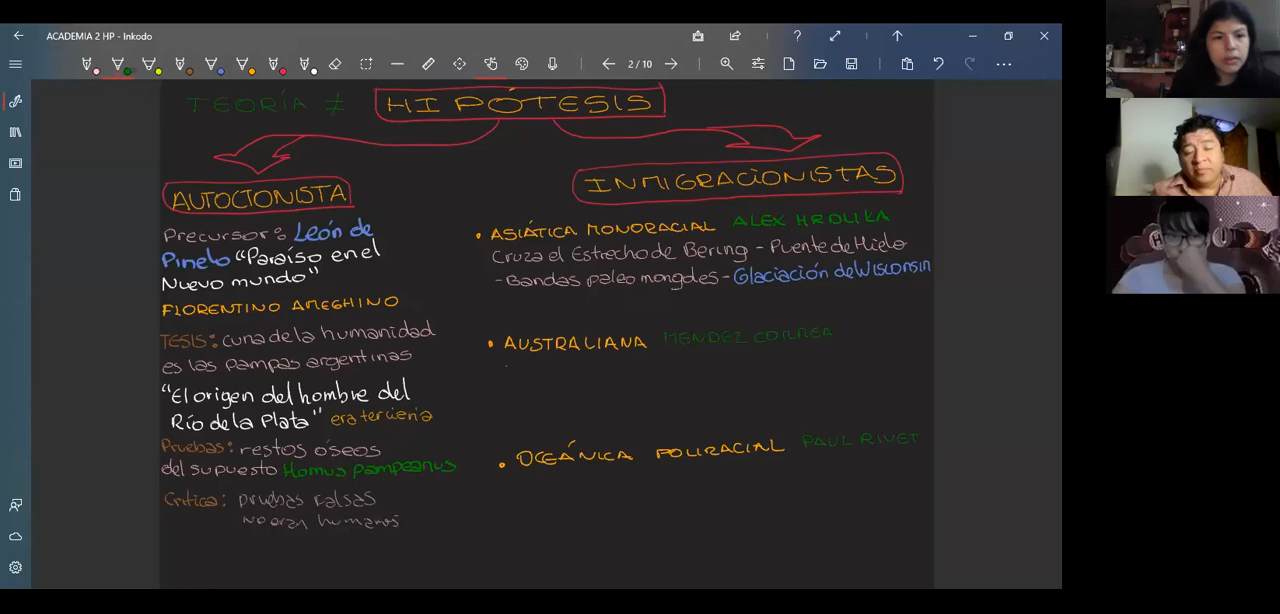 ACADEMIA 2 HP - Inkodo
2/10
TEORÍA ≠ HIPÓTESIS
AUTOCTONISTA
Precursor: León de
Pinelo "Paraíso en el
Nuevo mundo"
FLORENTINO AMEGHINO
TESIS: cuna de la humanidad
es las pampas argentinas
"El origen del hombre del
Río de la Plata" era terciería
Pruebas: restos óseos
del supuesto Homus pampeanus
Crítica: pruebas falsas
no eran humanos
INMIGRACIONISTAS
• ASIÁTICA MONORACIAL ALEX HRDLIKA
Cruza el Estrecho de Bering - Puente de Hielo
- Bandas paleo mongoles - Glaciación de Wisconsin
• AUSTRALIANA MENDEZ CORREA
• OCEÁNICA POLIRACIAL PAUL RIVET